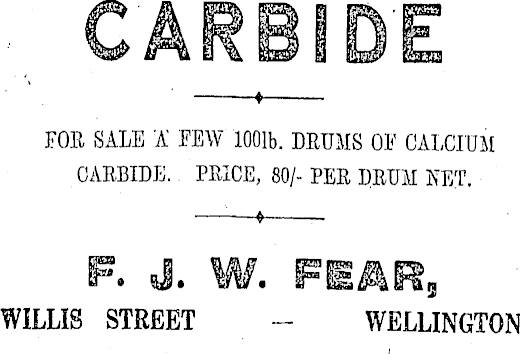 CARBIDE
FOR SALE A FEW 100lb. DRUMS OF CALCIUM
CARBIDE. PRICE, 80/- PER DRUM NET.
F. J. W. FEAR,
WILLIS STREET — WELLINGTON